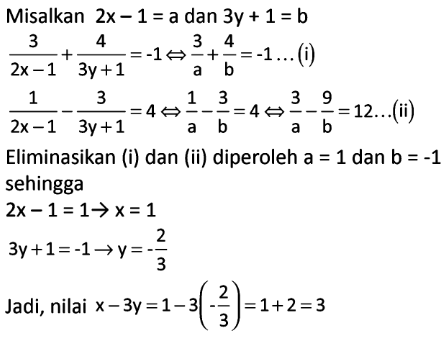 Misalkan 2x – 1 = a dan 3y + 1 = b
3/(2x – 1) + 4/(3y + 1) = -1 ⇔ 3/a + 4/b = -1 ... (i)
1/(2x – 1) – 3/(3y + 1) = 4 ⇔ 1/a – 3/b = 4 ⇔ 3/a – 9/b = 12...(ii)
Eliminasikan (i) dan (ii) diperoleh a = 1 dan b = -1
sehingga
2x – 1 = 1 → x = 1
3y + 1 = -1 → y = -2/3
Jadi, nilai x – 3y = 1 – 3(-2/3) = 1 + 2 = 3